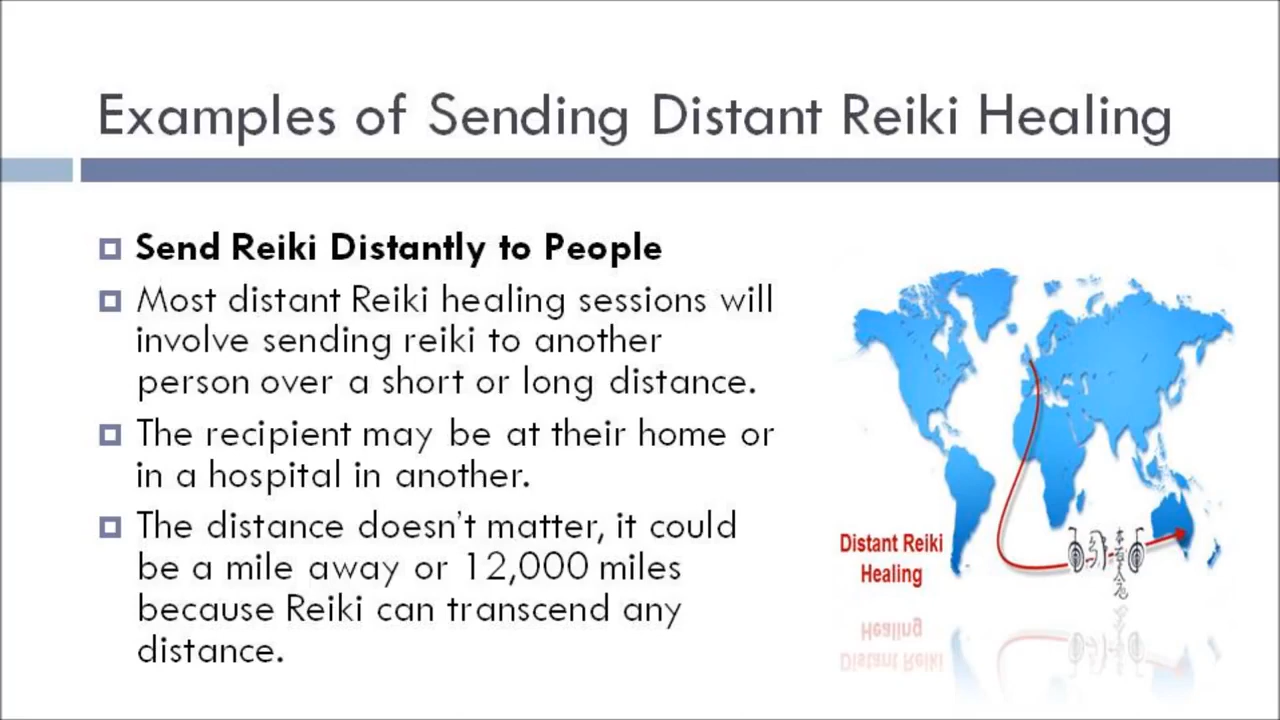 Examples of Sending Distant Reiki Healing
Send Reiki Distantly to People
Most distant Reiki healing sessions will
involve sending reiki to another
person over a short or long distance.
The recipient may be at their home or
in a hospital in another.
The distance doesn't matter, it could
be a mile away or 12,000 miles
because Reiki can transcend any
distance.
Distant Reiki
Healing